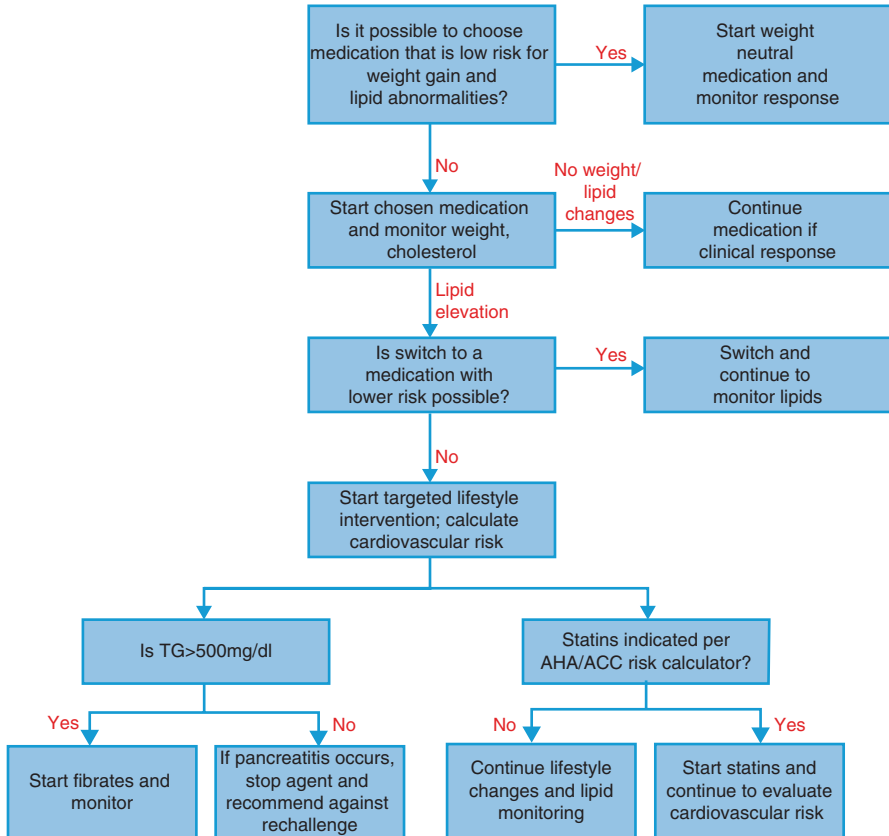 Is it possible to choose
medication that is low risk for
weight gain and
lipid abnormalities?
Yes
Start weight
neutral
medication and
monitor response
No
Start chosen medication
and monitor weight,
cholesterol
No weight/
lipid
changes
Continue
medication if
clinical response
Lipid
elevation
Is switch to a
medication with
lower risk possible?
Yes
Switch and
continue to
monitor lipids
No
Start targeted lifestyle
intervention; calculate
cardiovascular risk
Is TG>500mg/dl
Yes
Start fibrates and
monitor
No
If pancreatitis occurs,
stop agent and
recommend against
rechallenge
Statins indicated per
AHA/ACC risk calculator?
No
Continue lifestyle
changes and lipid
monitoring
Yes
Start statins and
continue to evaluate
cardiovascular risk